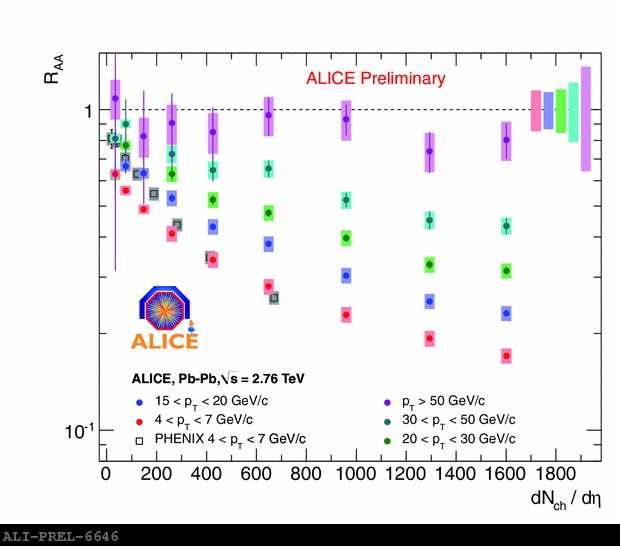 R_AA
ALICE Preliminary
1
10⁻¹
ALICE
ALICE, Pb-Pb, √s = 2.76 TeV
15 < p_T < 20 GeV/c
4 < p_T < 7 GeV/c
PHENIX 4 < p_T < 7 GeV/c
p_T > 50 GeV/c
30 < p_T < 50 GeV/c
20 < p_T < 30 GeV/c
0 200 400 600 800 1000 1200 1400 1600 1800
dN_ch / dη
ALI-PREL-6646